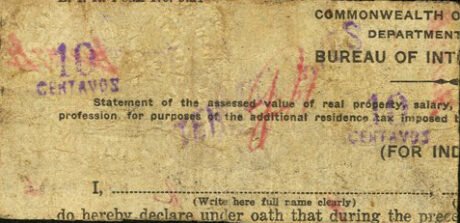 COMMONWEALTH O
DEPARTMENT
BUREAU OF INT
10
CENTAVOS
Statement of the assessed value of real property, salary,
profession for purposes of the additional residence tax imposed b
10
CENTAVOS
(FOR IND
I,
(Write here full name clearly)
do hereby declare under oath that during the prece